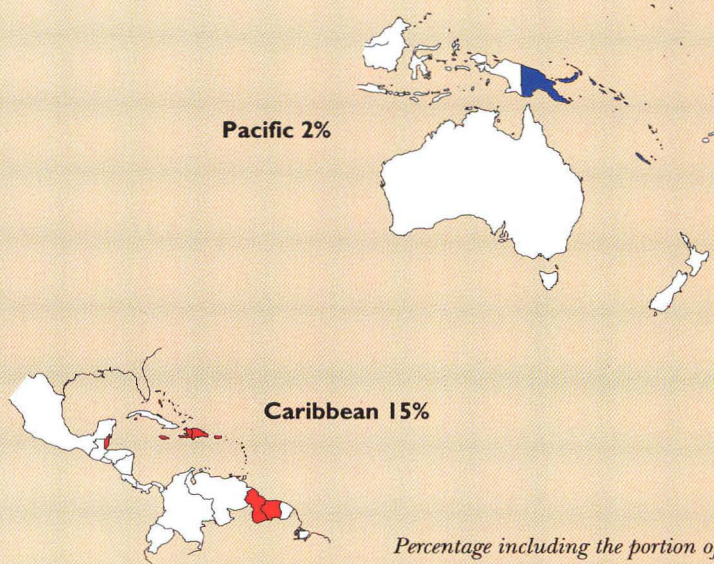 Pacific 2%
Caribbean 15%
Percentage including the portion of